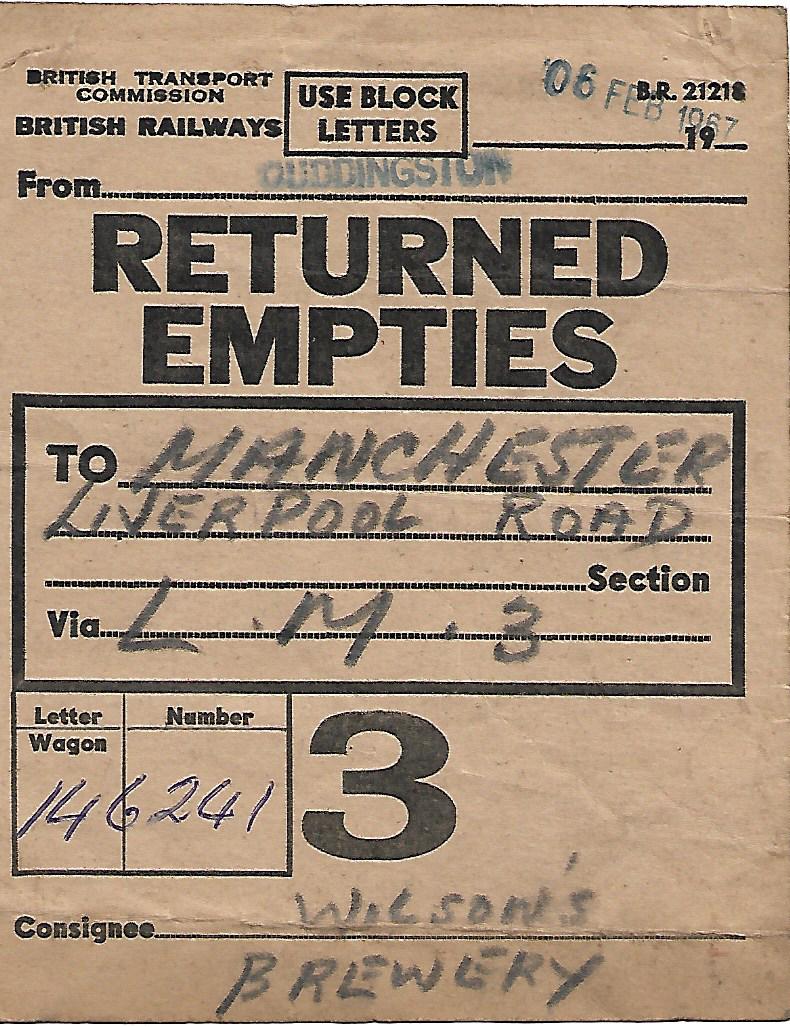 BRITISH TRANSPORT
COMMISSION
BRITISH RAILWAYS
USE BLOCK
LETTERS
B.R. 21218
06 FEB 1967
19
From
RETURNED
EMPTIES
TO MANCHESTER
LIVERPOOL ROAD
Section
Via L.M.3
Letter Number
Wagon
146241
3
Consignee WILSON'S
BREWERY